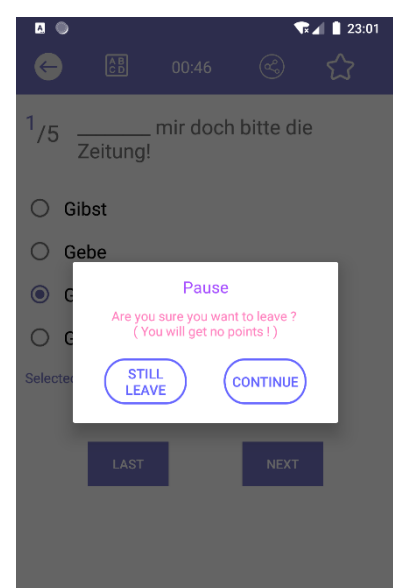 23:01
A B
C D
00:46
1/5 _______ mir doch bitte die
Zeitung!
Gibst
Gebe
Pause
Are you sure you want to leave ?
( You will get no points ! )
STILL
LEAVE
CONTINUE
Selected
LAST
NEXT